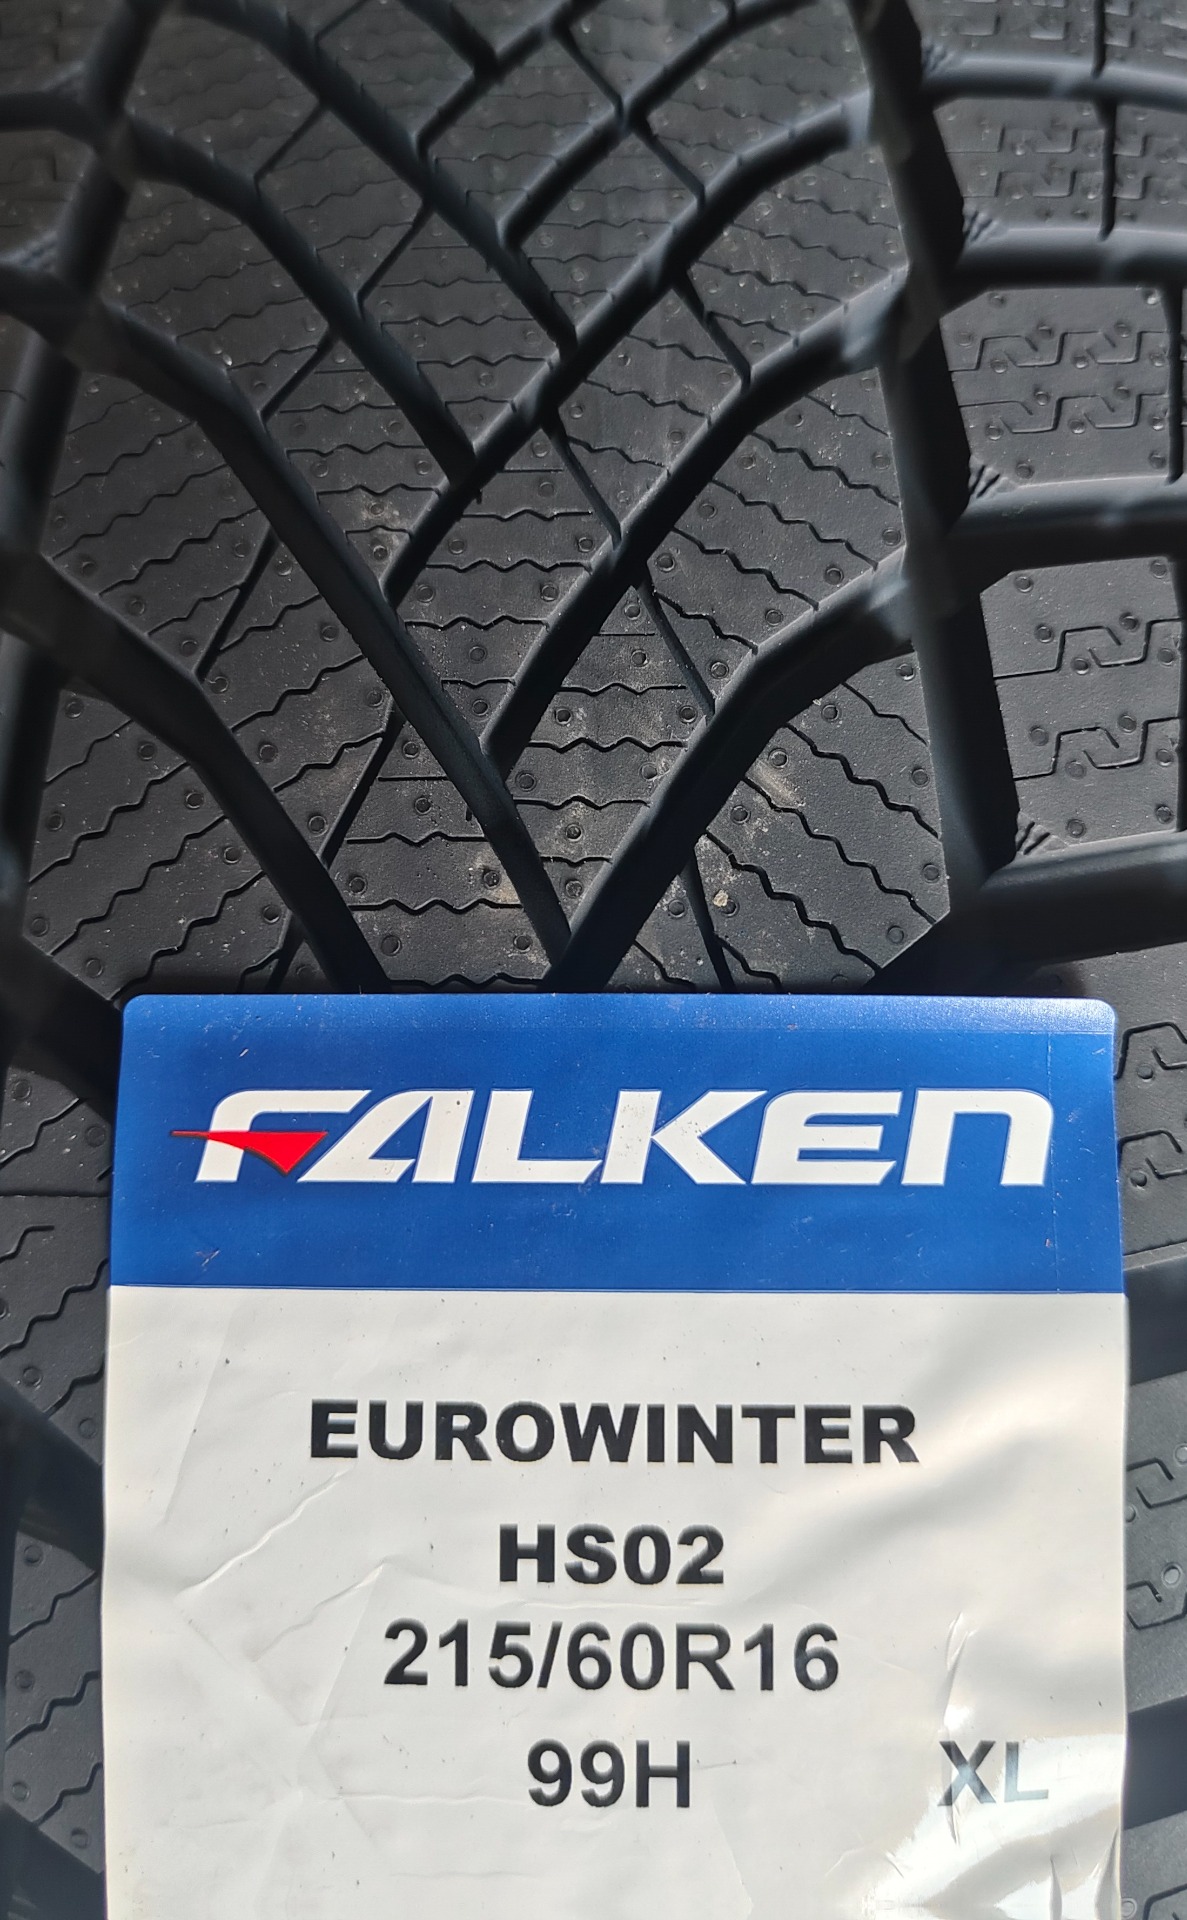 FALKEN
EUROWINTER
HS02
215/60R16
99H XL